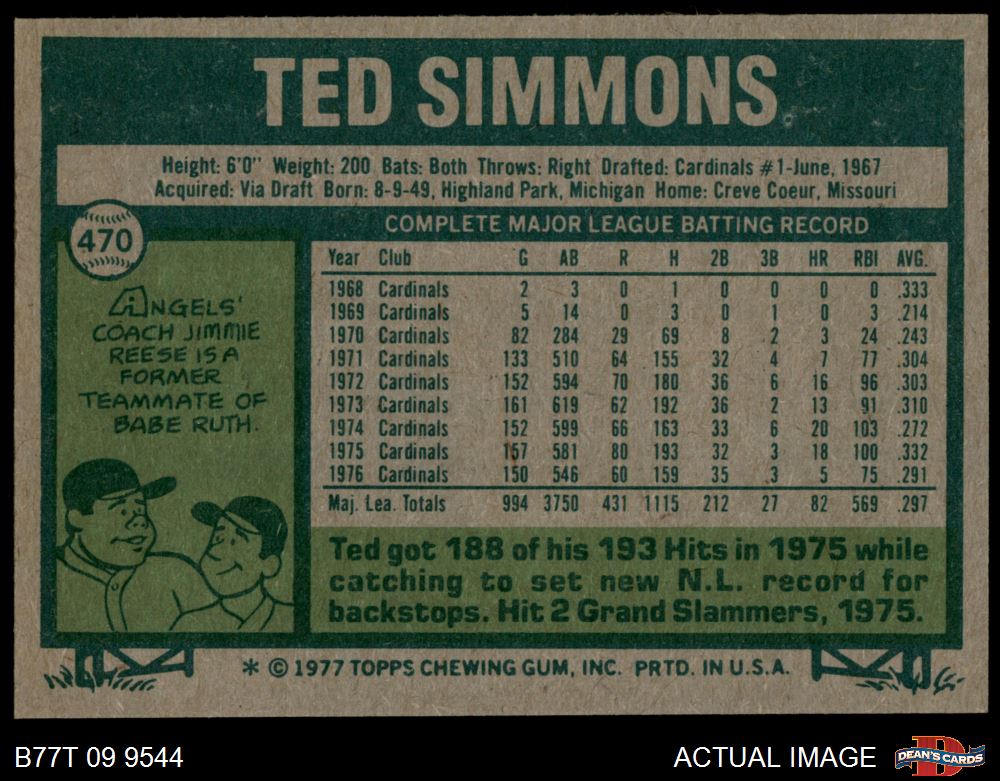 TED SIMMONS
Height: 6'0" Weight: 200 Bats: Both Throws: Right Drafted: Cardinals #1-June, 1967
Acquired: Via Draft Born: 8-9-49, Highland Park, Michigan Home: Creve Coeur, Missouri
470
COMPLETE MAJOR LEAGUE BATTING RECORD
Year Club G AB R H 2B 3B HR RBI AVG.
1968 Cardinals 2 3 0 1 0 0 0 0 .333
1969 Cardinals 5 14 0 3 0 1 0 3 .214
1970 Cardinals 82 284 29 69 8 2 3 24 .243
1971 Cardinals 133 510 64 155 32 4 7 77 .304
1972 Cardinals 152 594 70 180 36 6 16 96 .303
1973 Cardinals 161 619 62 192 36 2 13 91 .310
1974 Cardinals 152 599 66 163 33 6 20 103 .272
1975 Cardinals 157 581 80 193 32 3 18 100 .332
1976 Cardinals 150 546 60 159 35 3 5 75 .291
Maj. Lea. Totals 994 3750 431 1115 212 27 82 569 .297
ANGELS'
COACH JIMMIE
REESE IS A
FORMER
TEAMMATE OF
BABE RUTH.
Ted got 188 of his 193 Hits in 1975 while
catching to set new N.L. record for
backstops. Hit 2 Grand Slammers, 1975.
* © 1977 TOPPS CHEWING GUM, INC. PRTD. IN U.S.A.
B77T 09 9544
ACTUAL IMAGE
D
DEAN'S CARDS